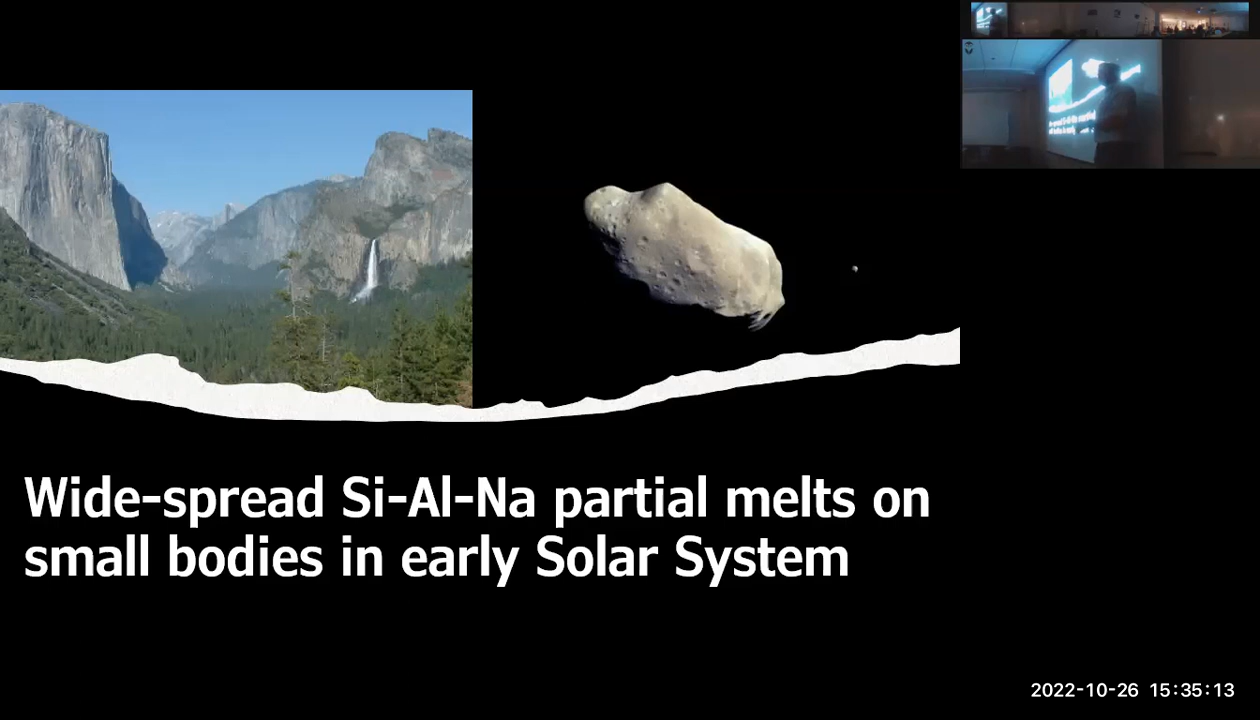 Wide-spread Si-Al-Na partial melts on
small bodies in early Solar System
2022-10-26 15:35:13